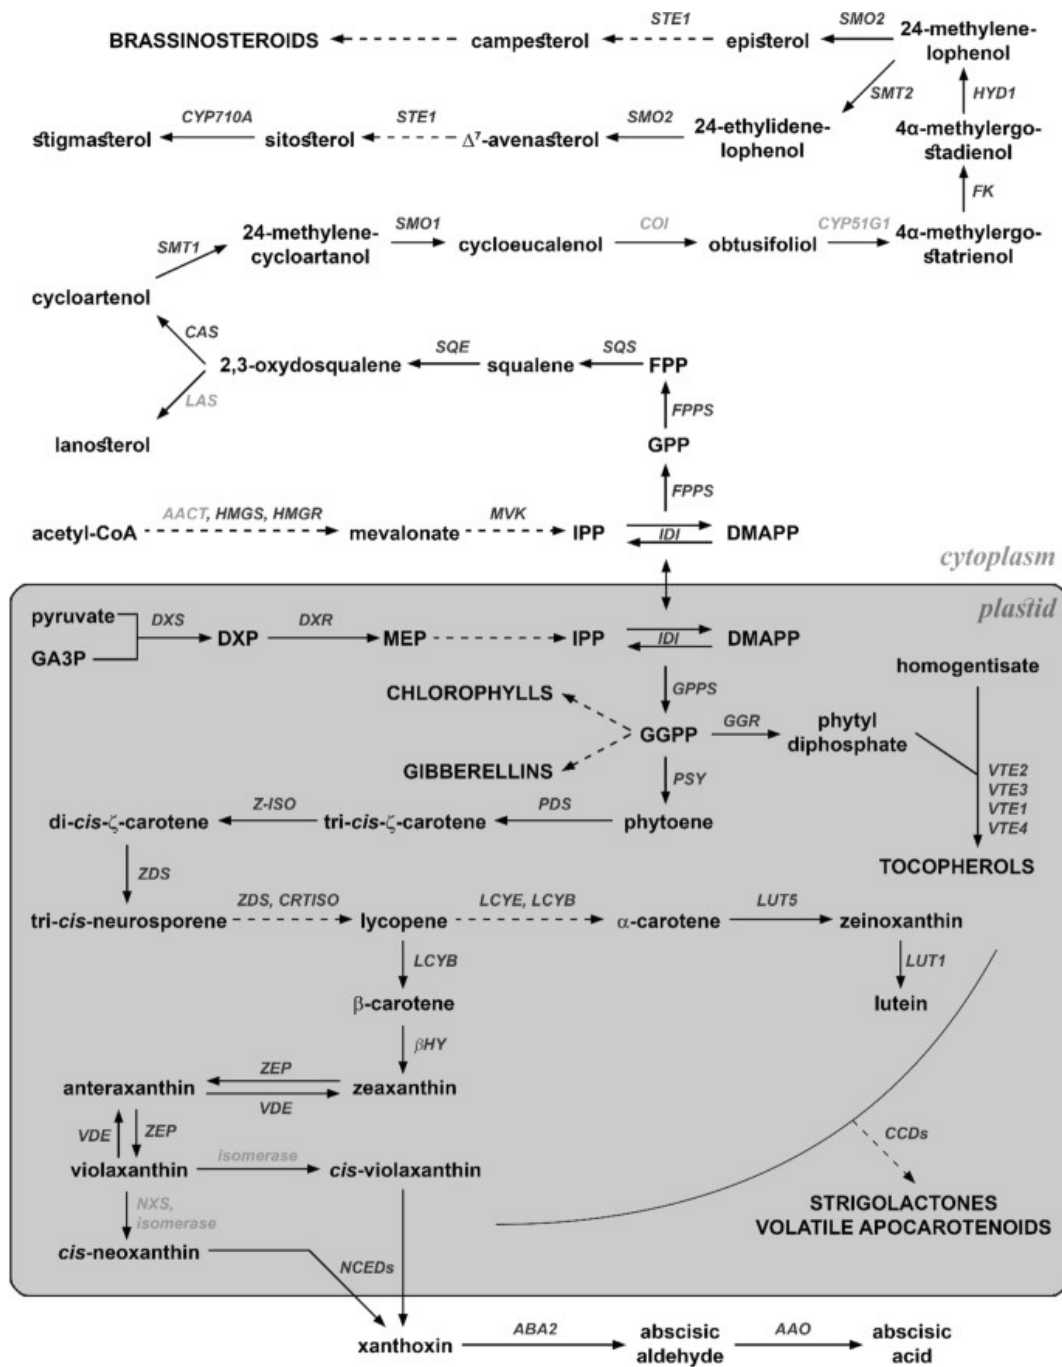 STE1 SMO2 24-methylene-
BRASSINOSTEROIDS campesterol episterol lophenol
SMT2 HYD1
CYP710A STE1 SMO2 24-ethylidene- 4α-methylergo-
stigmasterol sitosterol Δ⁷-avenasterol lophenol stadienol
FK
SMT1 24-methylene- SMO1 COI CYP51G1 4α-methylergo-
cycloartanol cycloeucalenol obtusifoliol statrienol
cycloartenol
CAS SQE SQS
2,3-oxydosqualene squalene FPP
LAS FPPS
lanosterol GPP
FPPS
AACT, HMGS, HMGR MVK
acetyl-CoA mevalonate IPP IDI DMAPP
cytoplasm
plastid
pyruvate DXS DXR
DXP MEP IPP IDI DMAPP
GA3P homogentisate
CHLOROPHYLLS GPPS
GGPP GGR phytyl
diphosphate
GIBBERELLINS PSY VTE2
Z-ISO PDS VTE3
di-cis-ζ-carotene tri-cis-ζ-carotene phytoene VTE1
VTE4
ZDS TOCOPHEROLS
ZDS, CRTISO LCYE, LCYB LUT5
tri-cis-neurosporene lycopene α-carotene zeinoxanthin
LCYB LUT1
β-carotene lutein
βHY
ZEP
anteraxanthin zeaxanthin
VDE
VDE ZEP CCDs
isomerase
violaxanthin cis-violaxanthin
NXS, STRIGOLACTONES
isomerase VOLATILE APOCAROTENOIDS
cis-neoxanthin
NCEDs
ABA2 abscisic AAO abscisic
xanthoxin aldehyde acid